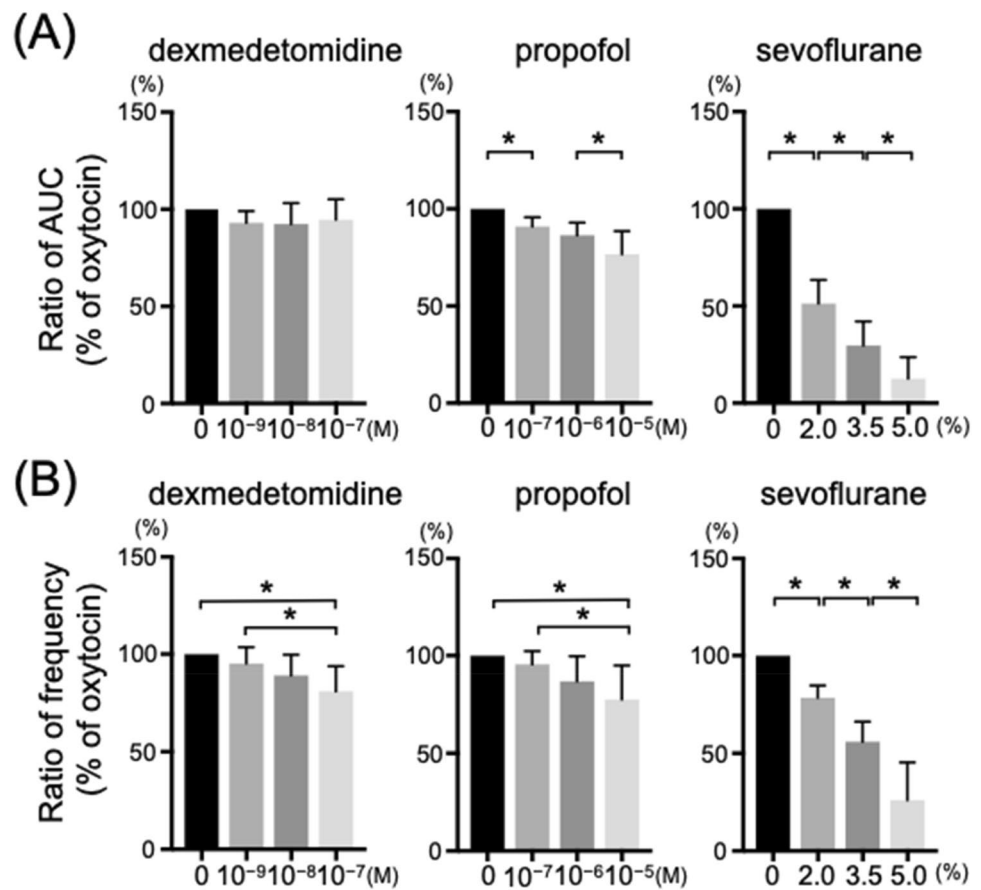 (A)
dexmedetomidine propofol sevoflurane
(%) (%) (%)
150 150 150
* * * * *
100 100 100
50 50 50
0 0 0
Ratio of AUC
(% of oxytocin)
0 10⁻⁹ 10⁻⁸ 10⁻⁷ (M) 0 10⁻⁷ 10⁻⁶ 10⁻⁵ (M) 0 2.0 3.5 5.0 (%)
(B)
dexmedetomidine propofol sevoflurane
(%) (%) (%)
150 150 150
* * * * *
* *
100 100 100
50 50 50
0 0 0
Ratio of frequency
(% of oxytocin)
0 10⁻⁹ 10⁻⁸ 10⁻⁷ (M) 0 10⁻⁷ 10⁻⁶ 10⁻⁵ (M) 0 2.0 3.5 5.0 (%)